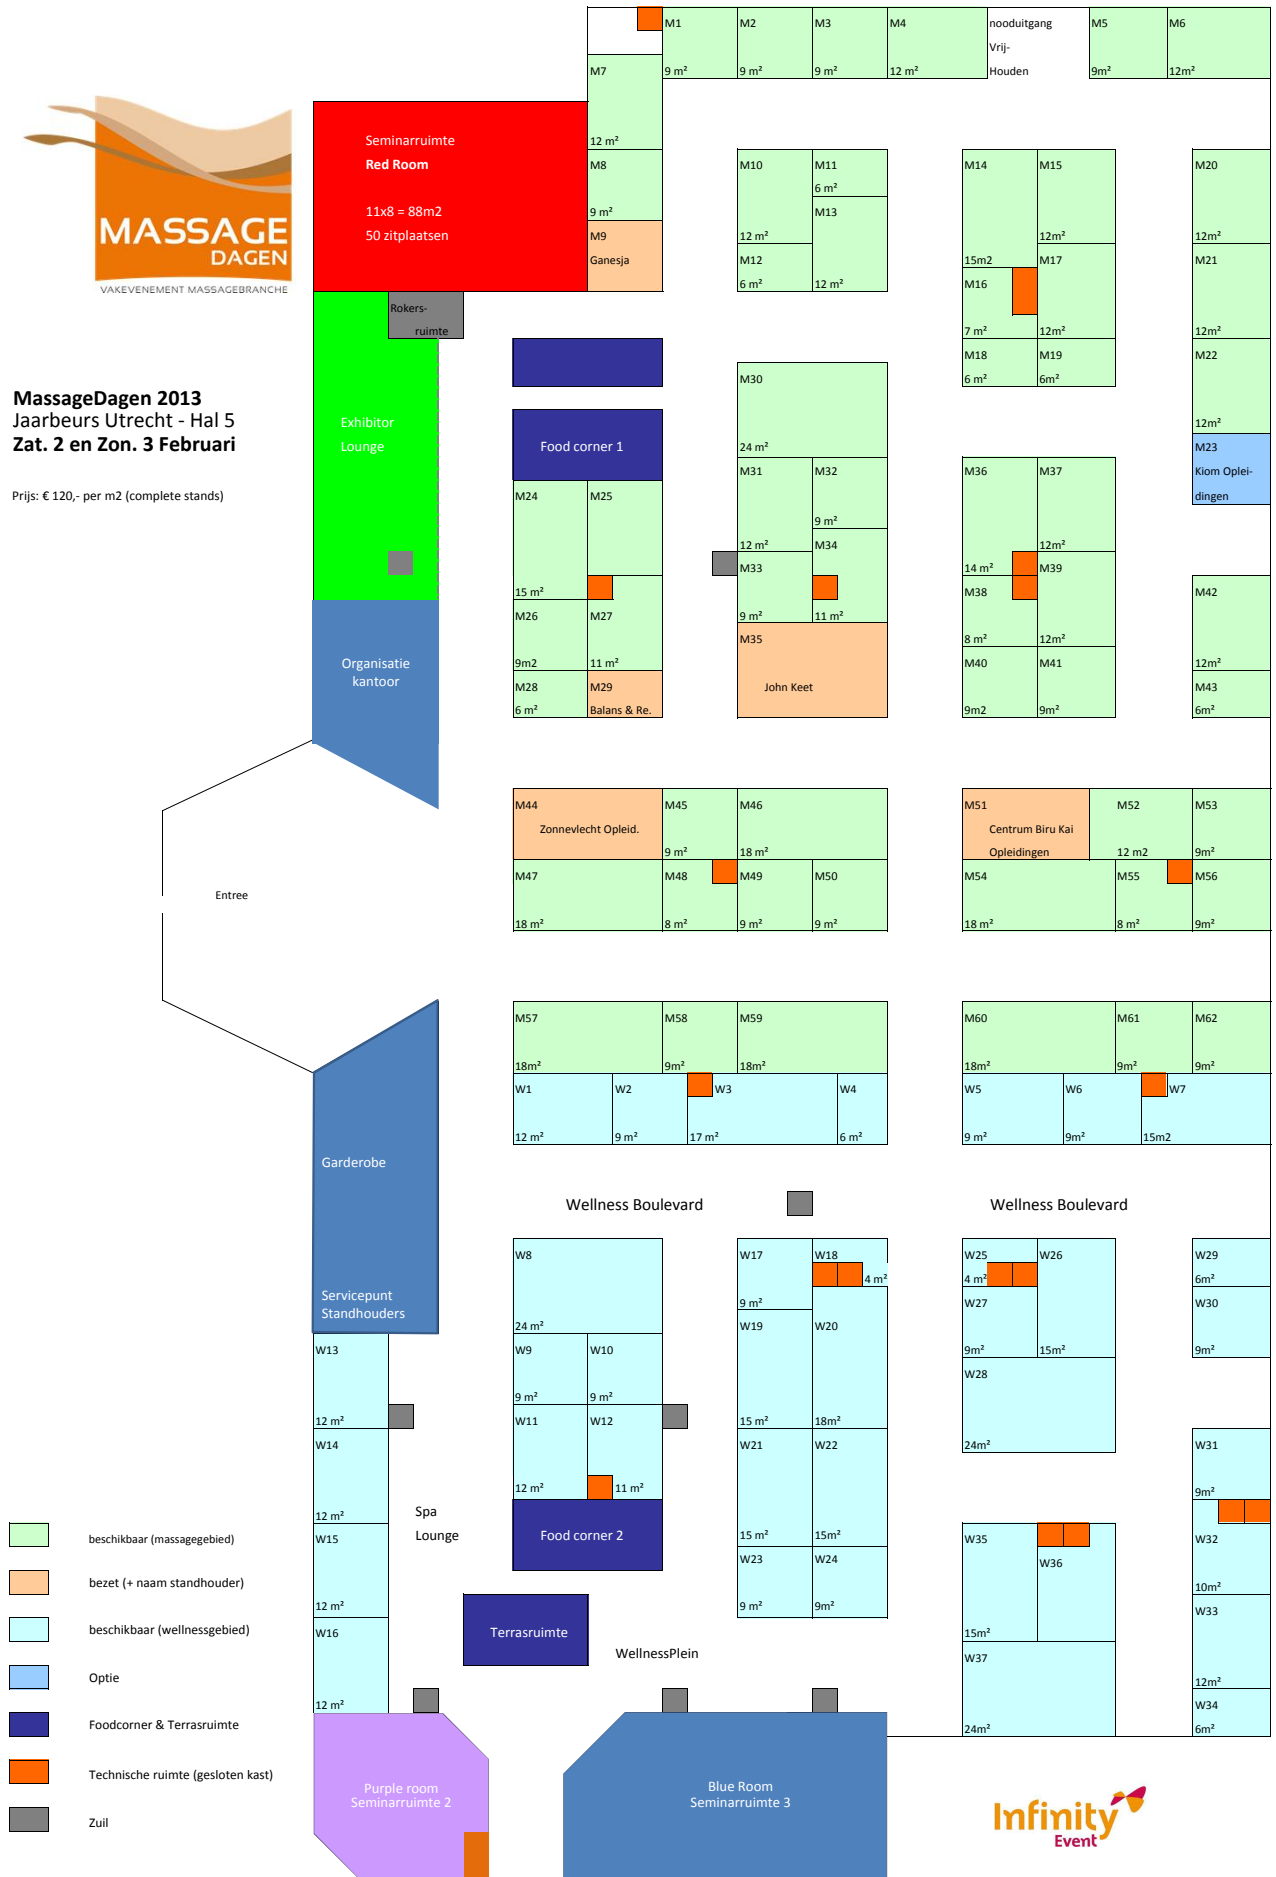 MASSAGE
DAGEN
VAKEVENEMENT MASSAGEBRANCHE
MassageDagen 2013
Jaarbeurs Utrecht - Hal 5
Zat. 2 en Zon. 3 Februari
Prijs: € 120,- per m2 (complete stands)
M1
9 m²
M2
9 m²
M3
9 m²
M4
12 m²
nooduitgang
Vrij-
Houden
M5
9m²
M6
12m²
M7
12 m²
Seminarruimte
Red Room
11x8 = 88m2
50 zitplaatsen
M8
9 m²
M9
Ganesja
M10
12 m²
M11
6 m²
M12
6 m²
M13
12 m²
M14
15m2
M15
12m²
M16
7 m²
M17
12m²
M18
6 m²
M19
6m²
M20
12m²
M21
12m²
M22
12m²
M23
Kiom Oplei-
dingen
Rokers-
ruimte
Exhibitor
Lounge
Food corner 1
M24
15 m²
M25
M26
9m2
M27
11 m²
M28
6 m²
M29
Balans & Re.
M30
24 m²
M31
12 m²
M32
9 m²
M33
9 m²
M34
11 m²
M35
John Keet
M36
14 m²
M37
12m²
M38
8 m²
M39
12m²
M40
9m2
M41
9m²
M42
12m²
M43
6m²
Organisatie
kantoor
Entree
M44
Zonnevlecht Opleid.
M45
9 m²
M46
18 m²
M47
18 m²
M48
8 m²
M49
9 m²
M50
9 m²
M51
Centrum Biru Kai
Opleidingen
M52
12 m2
M53
9m²
M54
18 m²
M55
8 m²
M56
9m²
M57
18m²
M58
9m²
M59
18m²
M60
18m²
M61
9m²
M62
9m²
W1
12 m²
W2
9 m²
W3
17 m²
W4
6 m²
W5
9 m²
W6
9m²
W7
15m2
Garderobe
Servicepunt
Standhouders
Wellness Boulevard
Wellness Boulevard
W8
24 m²
W9
9 m²
W10
9 m²
W11
12 m²
W12
11 m²
Food corner 2
W13
12 m²
W14
12 m²
W15
12 m²
W16
12 m²
Spa
Lounge
Terrasruimte
WellnessPlein
W17
9 m²
W18
4 m²
W19
15 m²
W20
18m²
W21
15 m²
W22
15m²
W23
9 m²
W24
9m²
W25
4 m²
W26
15m²
W27
9m²
W28
24m²
W29
6m²
W30
9m²
W31
9m²
W32
10m²
W33
12m²
W34
6m²
W35
15m²
W36
W37
24m²
beschikbaar (massagegebied)
bezet (+ naam standhouder)
beschikbaar (wellnessgebied)
Optie
Foodcorner & Terrasruimte
Technische ruimte (gesloten kast)
Zuil
Purple room
Seminarruimte 2
Blue Room
Seminarruimte 3
Infinity
Event